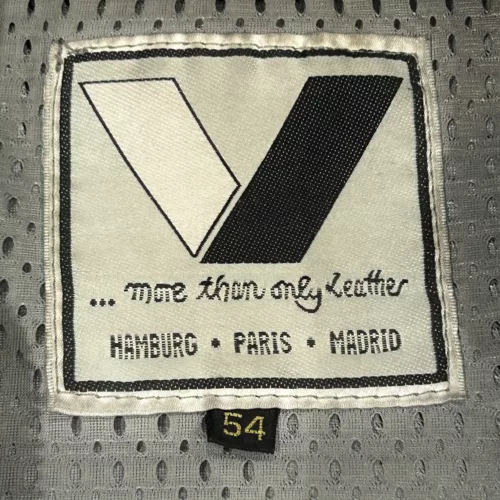 ... more than only Leather
HAMBURG • PARIS • MADRID
54